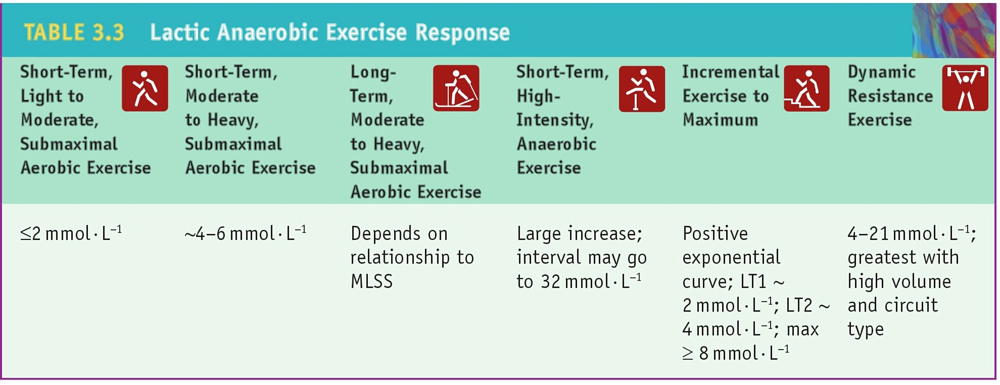 TABLE 3.3 Lactic Anaerobic Exercise Response
Short-Term,
Light to
Moderate,
Submaximal
Aerobic Exercise
Short-Term,
Moderate
to Heavy,
Submaximal
Aerobic Exercise
Long-
Term,
Moderate
to Heavy,
Submaximal
Aerobic Exercise
Short-Term,
High-
Intensity,
Anaerobic
Exercise
Incremental
Exercise to
Maximum
Dynamic
Resistance
Exercise
≤2 mmol·L⁻¹
~4–6 mmol·L⁻¹
Depends on
relationship to
MLSS
Large increase;
interval may go
to 32 mmol·L⁻¹
Positive
exponential
curve; LT1 ~
2 mmol·L⁻¹; LT2 ~
4 mmol·L⁻¹; max
≥ 8 mmol·L⁻¹
4–21 mmol·L⁻¹;
greatest with
high volume
and circuit
type